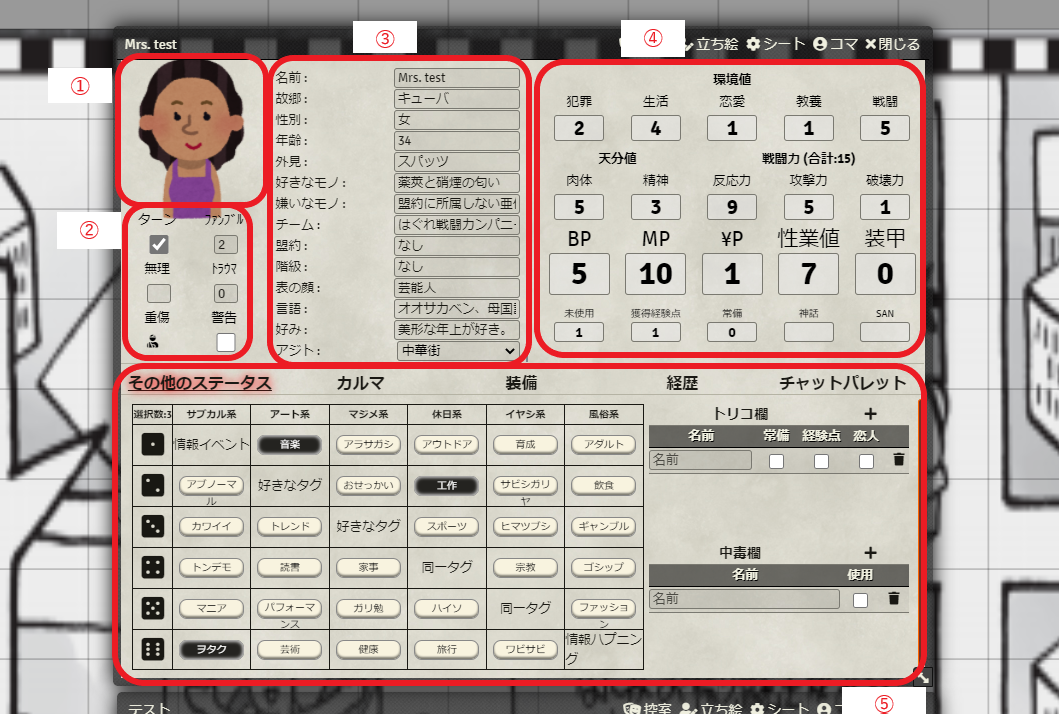 ③
④
Mrs. test
立ち絵 シート コマ 閉じる
①
名前:
Mrs. test
故郷:
キューバ
性別:
女
年齢:
34
外見:
スパッツ
好きなモノ:
薬莢と硝煙の匂い
嫌いなモノ:
盟約に所属しない亜
チーム:
はぐれ戦闘カンパニー
盟約:
なし
階級:
なし
表の顔:
芸能人
言語:
オオサカベン、母国
好み:
美形な年上が好き。
アジト:
中華街
環境値
犯罪 生活 恋愛 教養 戦闘
2 4 1 1 5
天分値 戦闘力 (合計:15)
肉体 精神 反応力 攻撃力 破壊力
5 3 9 5 1
BP MP ¥P 性業値 装甲
5 10 1 7 0
未使用 獲得経験点 常備 神話 SAN
1 1 0
②
ターン ファンブル
2
無理 トラウマ
0
重傷 警告
その他のステータス カルマ 装備 経歴 チャットパレット
選択数:3 サブカル系 アート系 マジメ系 休日系 イヤシ系 風俗系
情報イベント 音楽 アラサガシ アウトドア 育成 アダルト
アブノーマル 好きなタグ おせっかい 工作 サビシガリヤ 飲食
カワイイ トレンド 好きなタグ スポーツ ヒマツブシ ギャンブル
トンデモ 読書 家事 同一タグ 宗教 ゴシップ
マニア パフォーマンス ガリ勉 ハイソ 同一タグ ファッション
ヲタク 芸術 健康 旅行 ワビサビ 情報ハプニング
トリコ欄 +
名前 常備 経験点 恋人
名前
中毒欄 +
名前 使用
名前
⑤
テスト
控室 立ち絵 シート